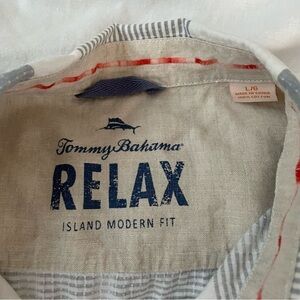 L/G
Tommy Bahama
RELAX
ISLAND MODERN FIT